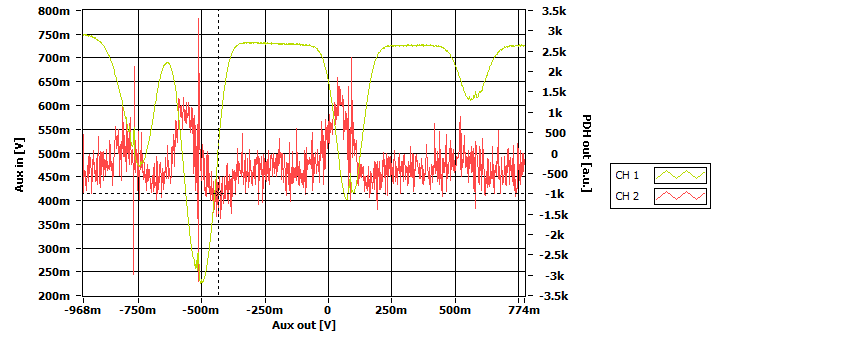 800m
750m
700m
650m
600m
550m
500m
450m
400m
350m
300m
250m
200m
Aux in [V]
3.5k
3k
2.5k
2k
1.5k
1k
500
0
-500
-1k
-1.5k
-2k
-2.5k
-3k
-3.5k
PDH out [a.u.]
-968m -750m -500m -250m 0 250m 500m 774m
Aux out [V]
CH 1
CH 2